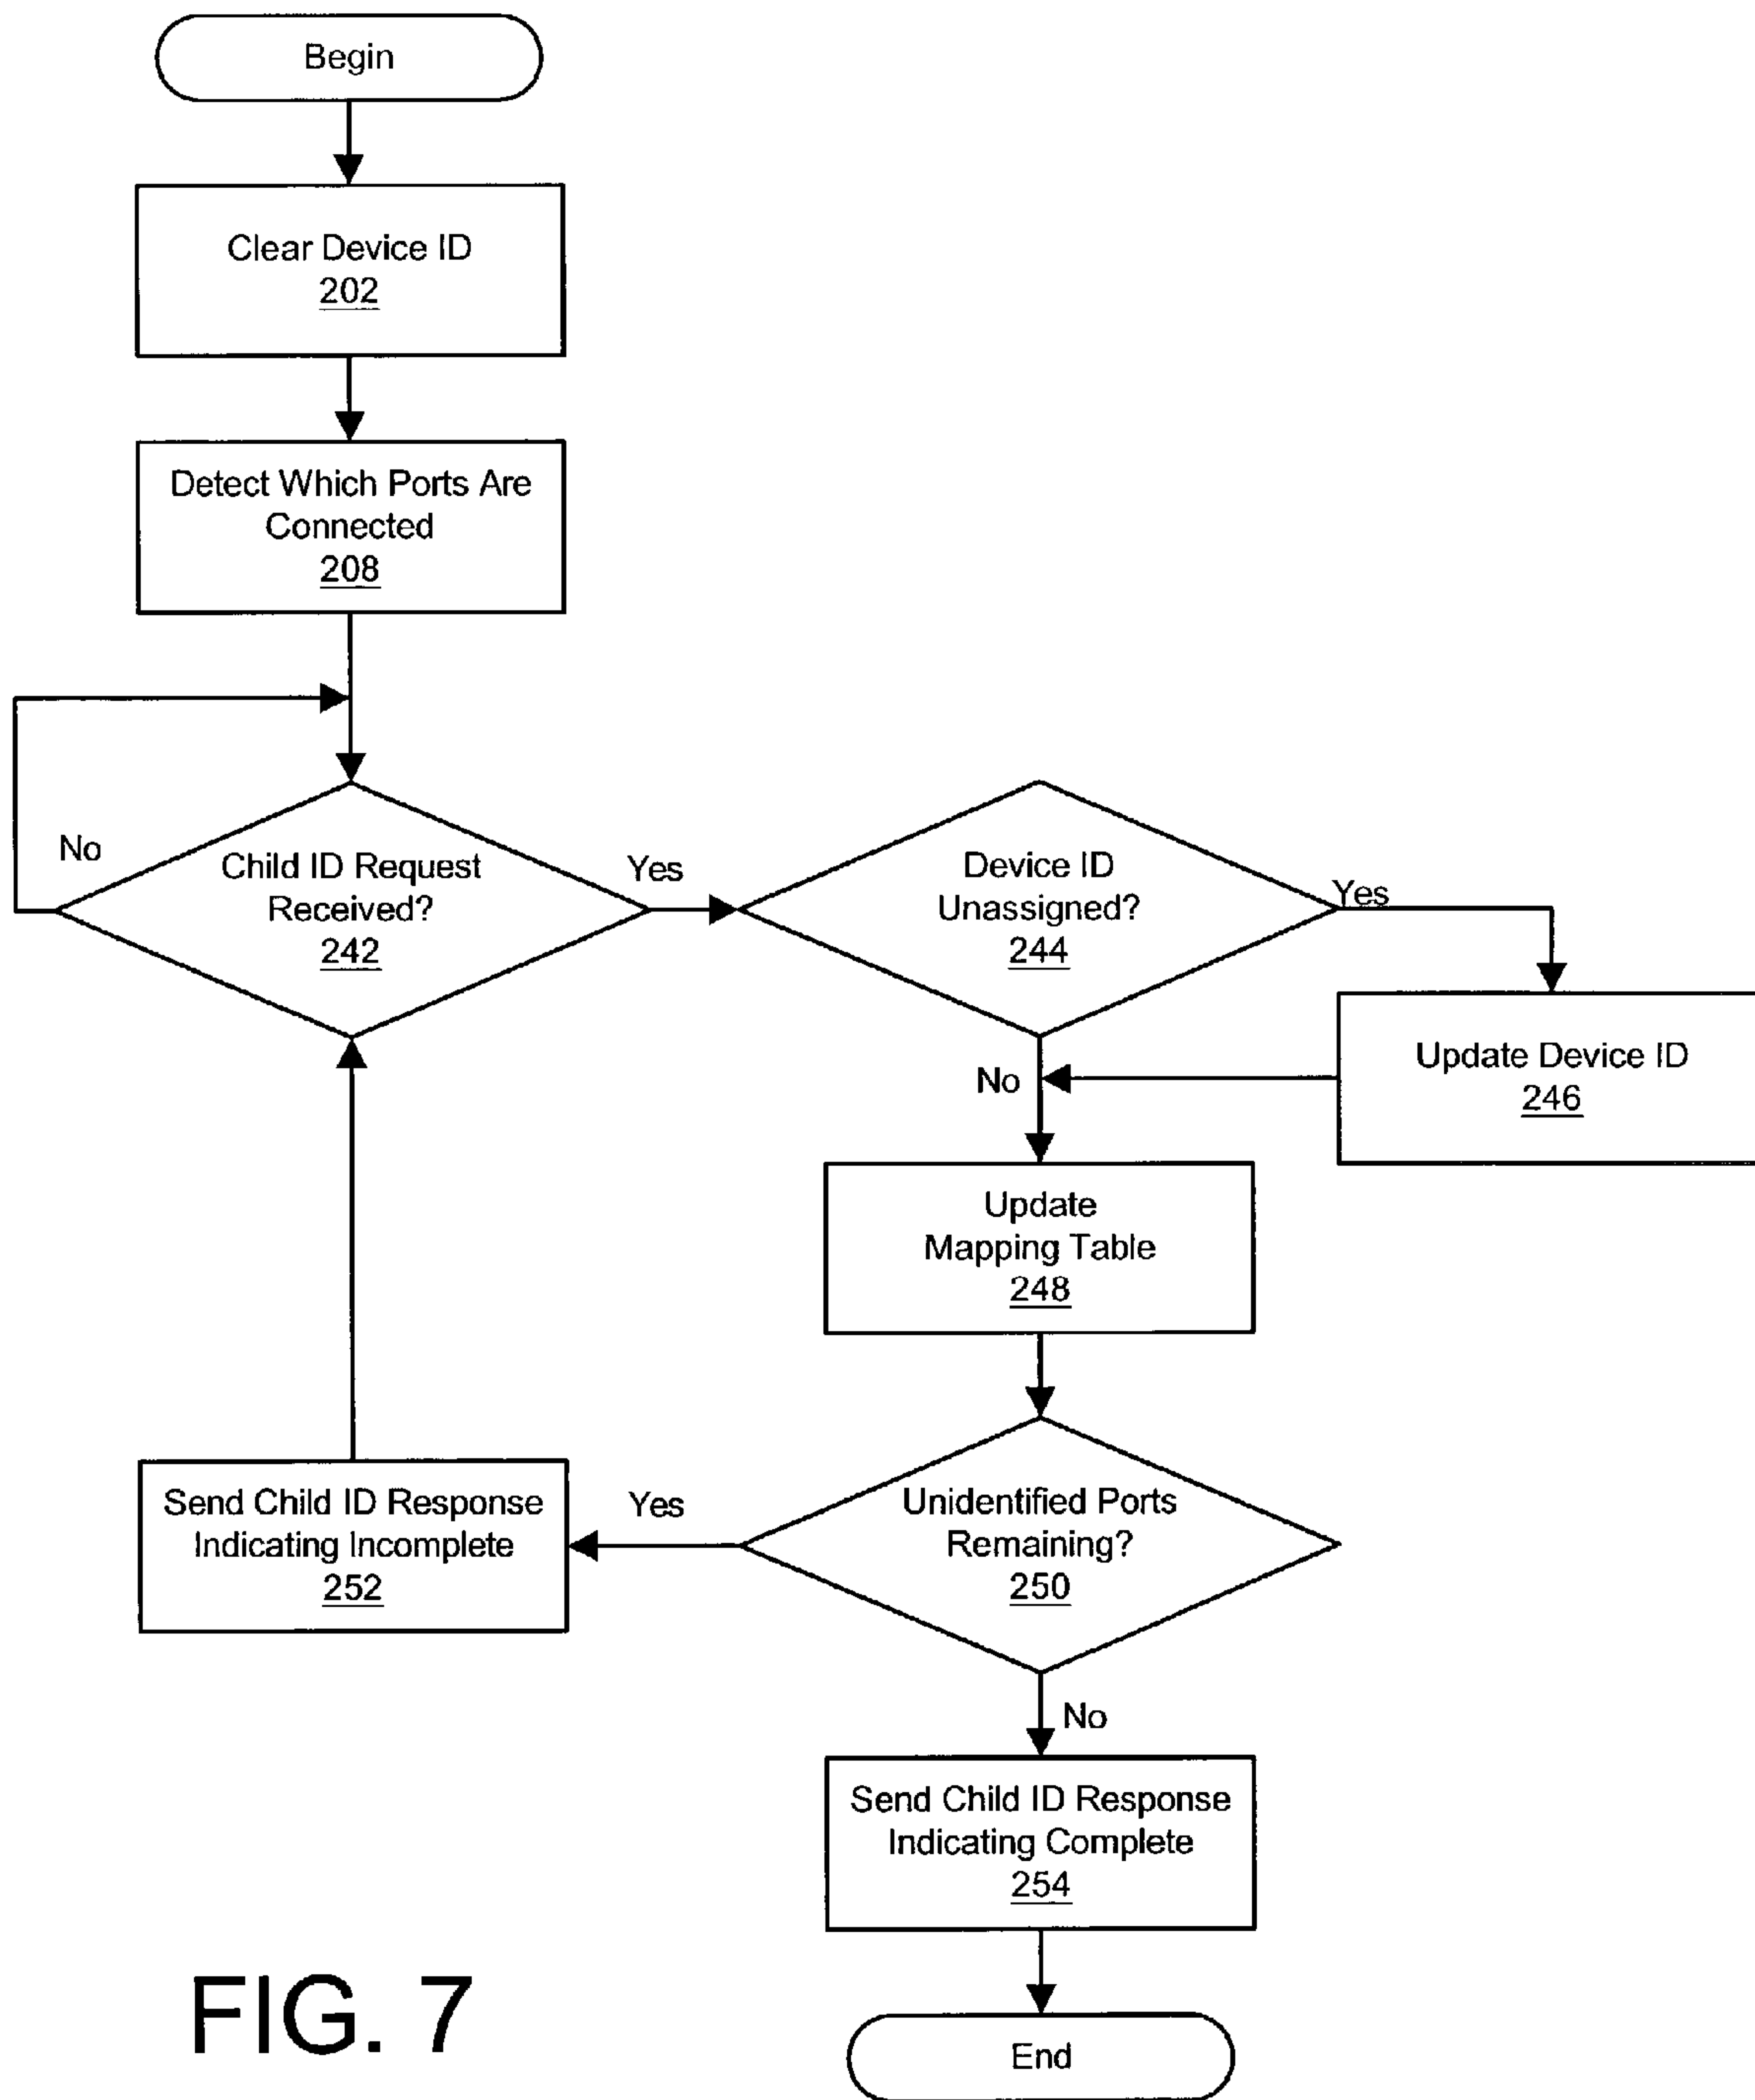 Begin
Clear Device ID
202
Detect Which Ports Are
Connected
208
No
Child ID Request
Received?
242
Yes
Device ID
Unassigned?
244
Yes
Update Device ID
246
No
Update
Mapping Table
248
Unidentified Ports
Remaining?
250
Yes
Send Child ID Response
Indicating Incomplete
252
No
Send Child ID Response
Indicating Complete
254
End
FIG. 7